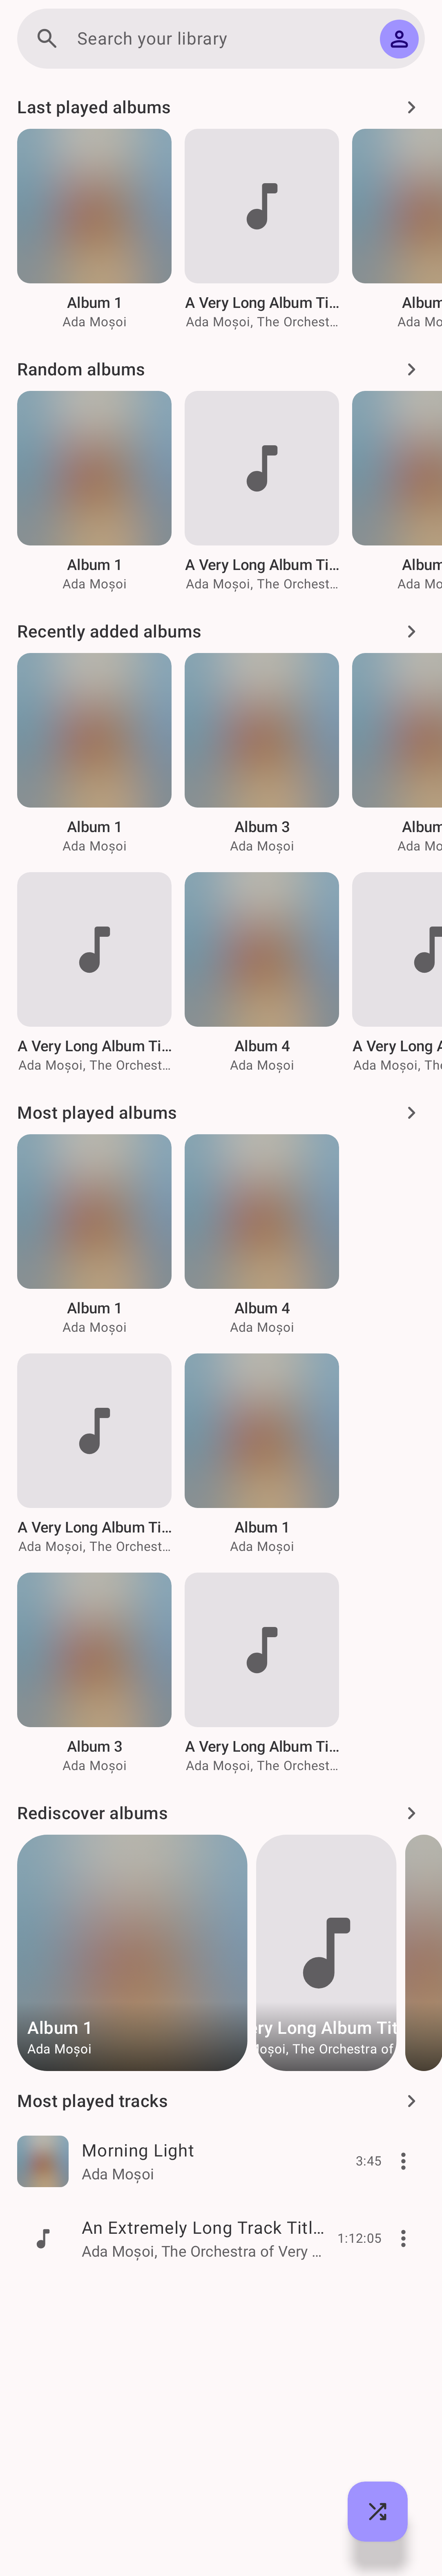 Search your library
Last played albums
Album 1
Ada Moșoi
A Very Long Album Ti…
Ada Moșoi, The Orchest…
Album
Ada Mo
Random albums
Album 1
Ada Moșoi
A Very Long Album Ti…
Ada Moșoi, The Orchest…
Album
Ada Mo
Recently added albums
Album 1
Ada Moșoi
Album 3
Ada Moșoi
Album
Ada Mo
A Very Long Album Ti…
Ada Moșoi, The Orchest…
Album 4
Ada Moșoi
A Very Long A
Ada Moșoi, The
Most played albums
Album 1
Ada Moșoi
Album 4
Ada Moșoi
A Very Long Album Ti…
Ada Moșoi, The Orchest…
Album 1
Ada Moșoi
Album 3
Ada Moșoi
A Very Long Album Ti…
Ada Moșoi, The Orchest…
Rediscover albums
Album 1
Ada Moșoi
ery Long Album Tit
loșoi, The Orchestra of
Most played tracks
Morning Light
Ada Moșoi
3:45
An Extremely Long Track Titl…
Ada Moșoi, The Orchestra of Very …
1:12:05